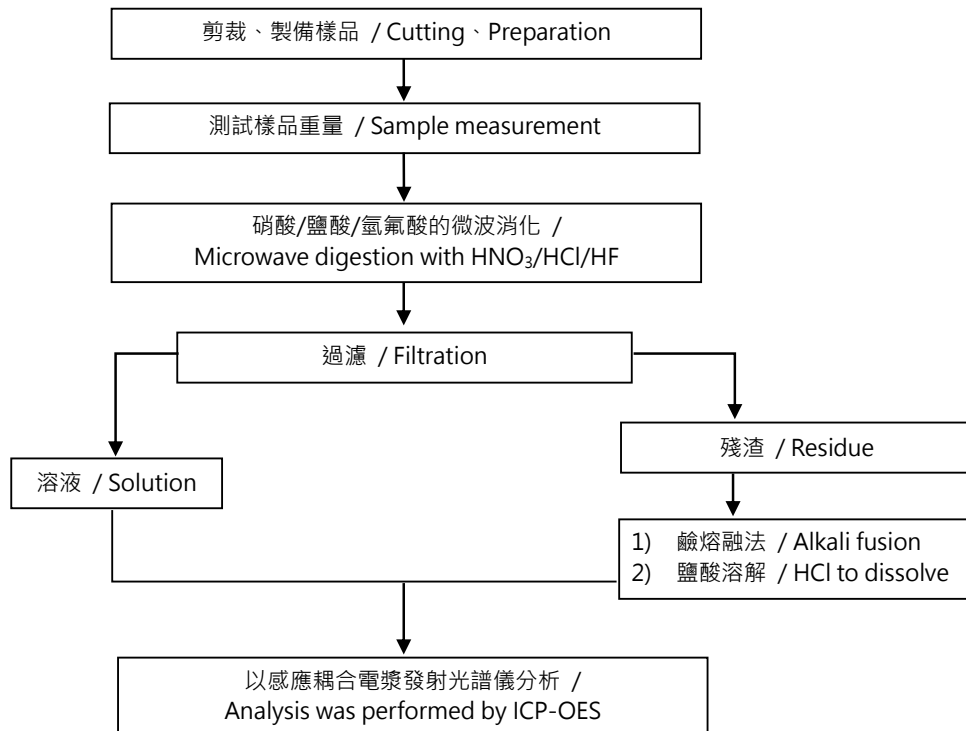 剪裁、製備樣品 / Cutting、Preparation
測試樣品重量 / Sample measurement
硝酸/鹽酸/氫氟酸的微波消化 /
Microwave digestion with HNO₃/HCl/HF
過濾 / Filtration
溶液 / Solution
殘渣 / Residue
1) 鹼熔融法 / Alkali fusion
2) 鹽酸溶解 / HCl to dissolve
以感應耦合電漿發射光譜儀分析 /
Analysis was performed by ICP-OES